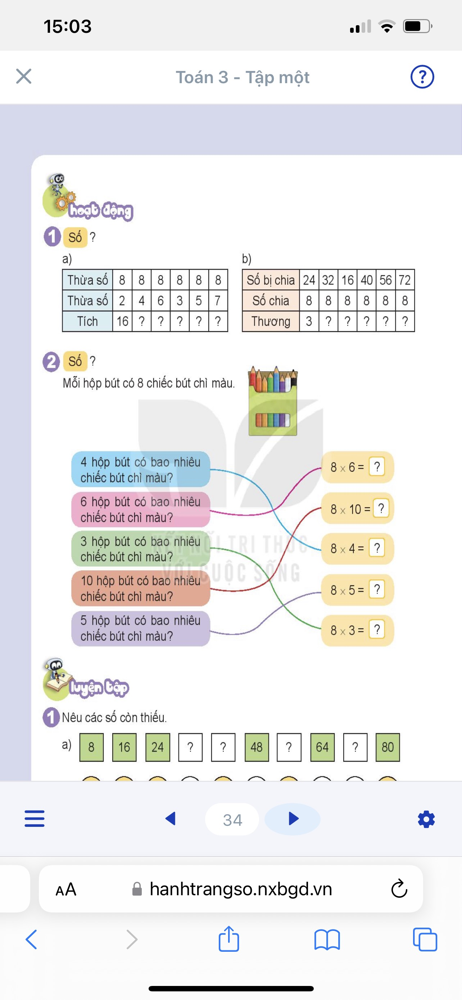 15:03
Toán 3 - Tập một
?
hoạt động
1 Số ?
a)
Thừa số 8 8 8 8 8 8
Thừa số 2 4 6 3 5 7
Tích 16 ? ? ? ? ?
b)
Số bị chia 24 32 16 40 56 72
Số chia 8 8 8 8 8 8
Thương 3 ? ? ? ? ?
2 Số ?
Mỗi hộp bút có 8 chiếc bút chì màu.
4 hộp bút có bao nhiêu
chiếc bút chì màu?
6 hộp bút có bao nhiêu
chiếc bút chì màu?
3 hộp bút có bao nhiêu
chiếc bút chì màu?
10 hộp bút có bao nhiêu
chiếc bút chì màu?
5 hộp bút có bao nhiêu
chiếc bút chì màu?
8 × 6 = ?
8 × 10 = ?
8 × 4 = ?
8 × 5 = ?
8 × 3 = ?
KẾT NỐI TRI THỨC
VỚI CUỘC SỐNG
luyện tập
1 Nêu các số còn thiếu.
a) 8 16 24 ? ? 48 ? 64 ? 80
34
AA hanhtrangso.nxbgd.vn